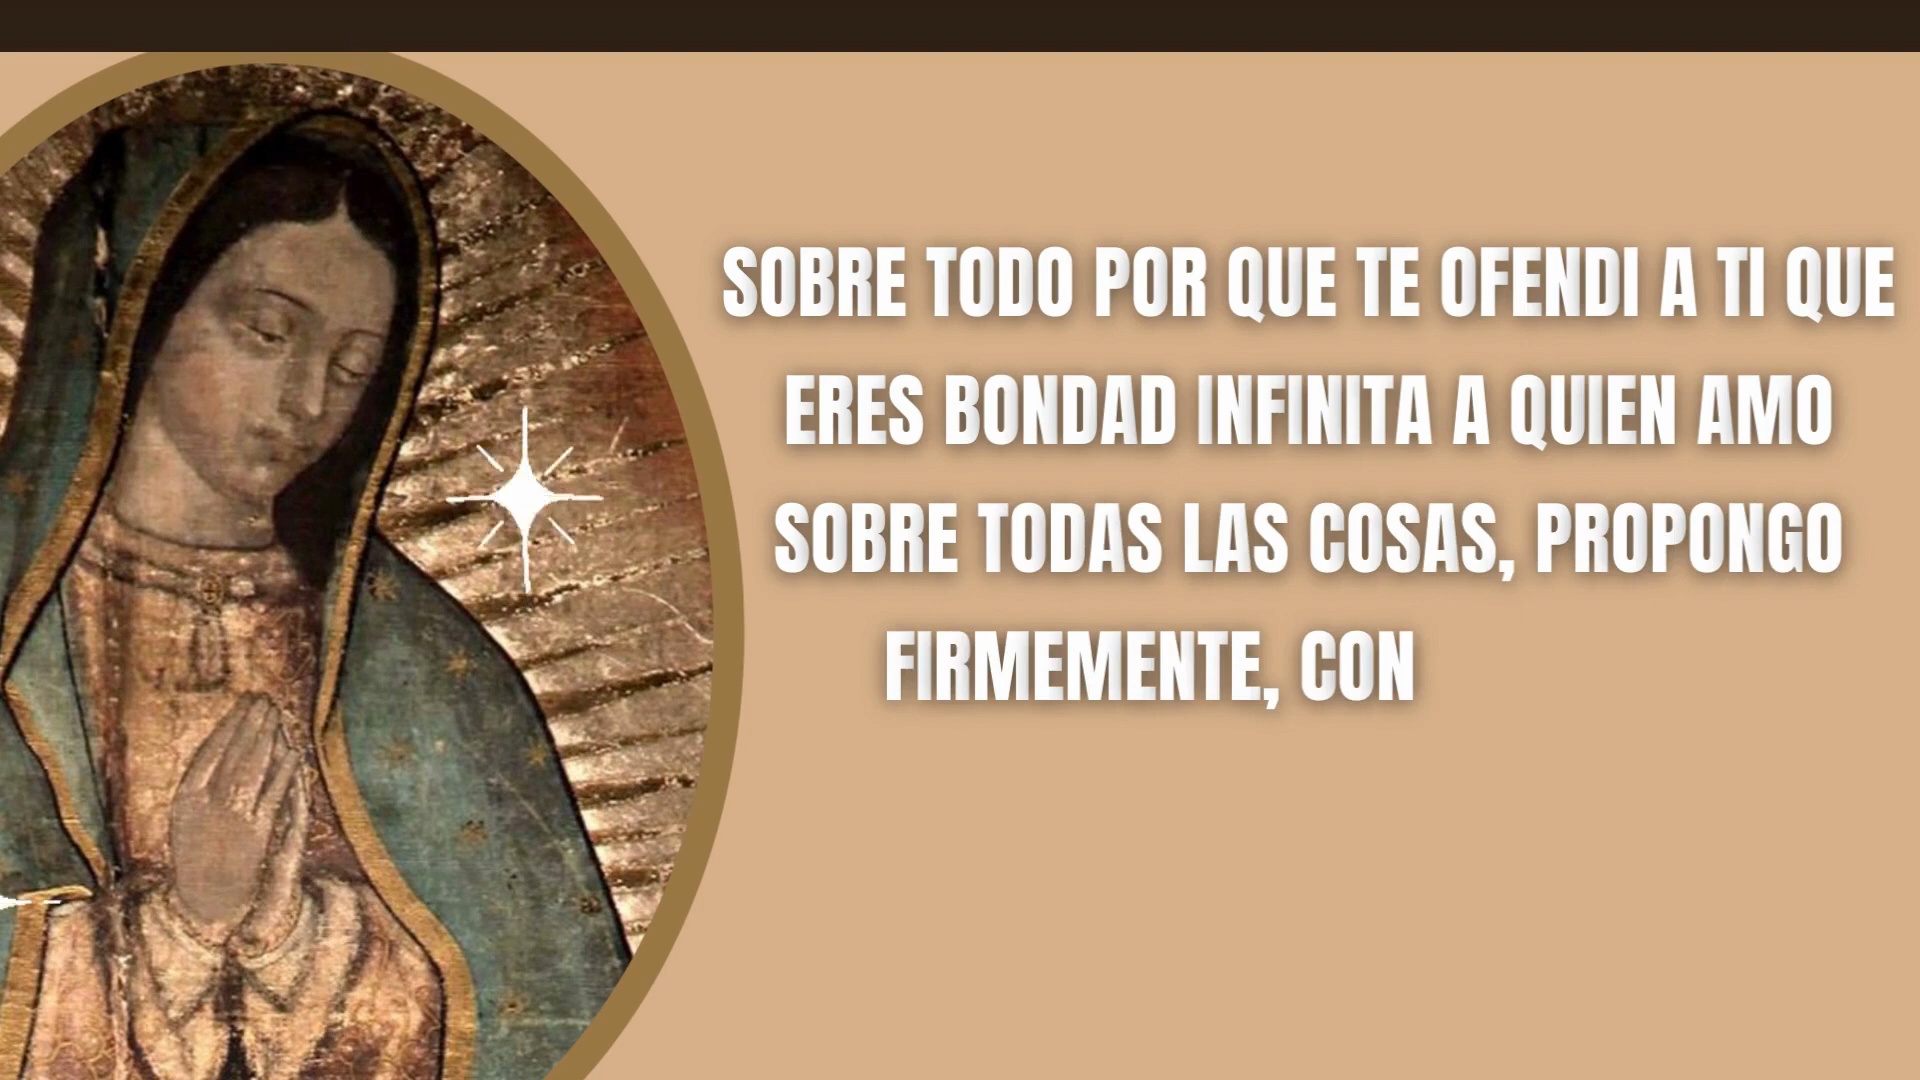 SOBRE TODO POR QUE TE OFENDI A TI QUE
ERES BONDAD INFINITA A QUIEN AMO
SOBRE TODAS LAS COSAS, PROPONGO
FIRMEMENTE, CON